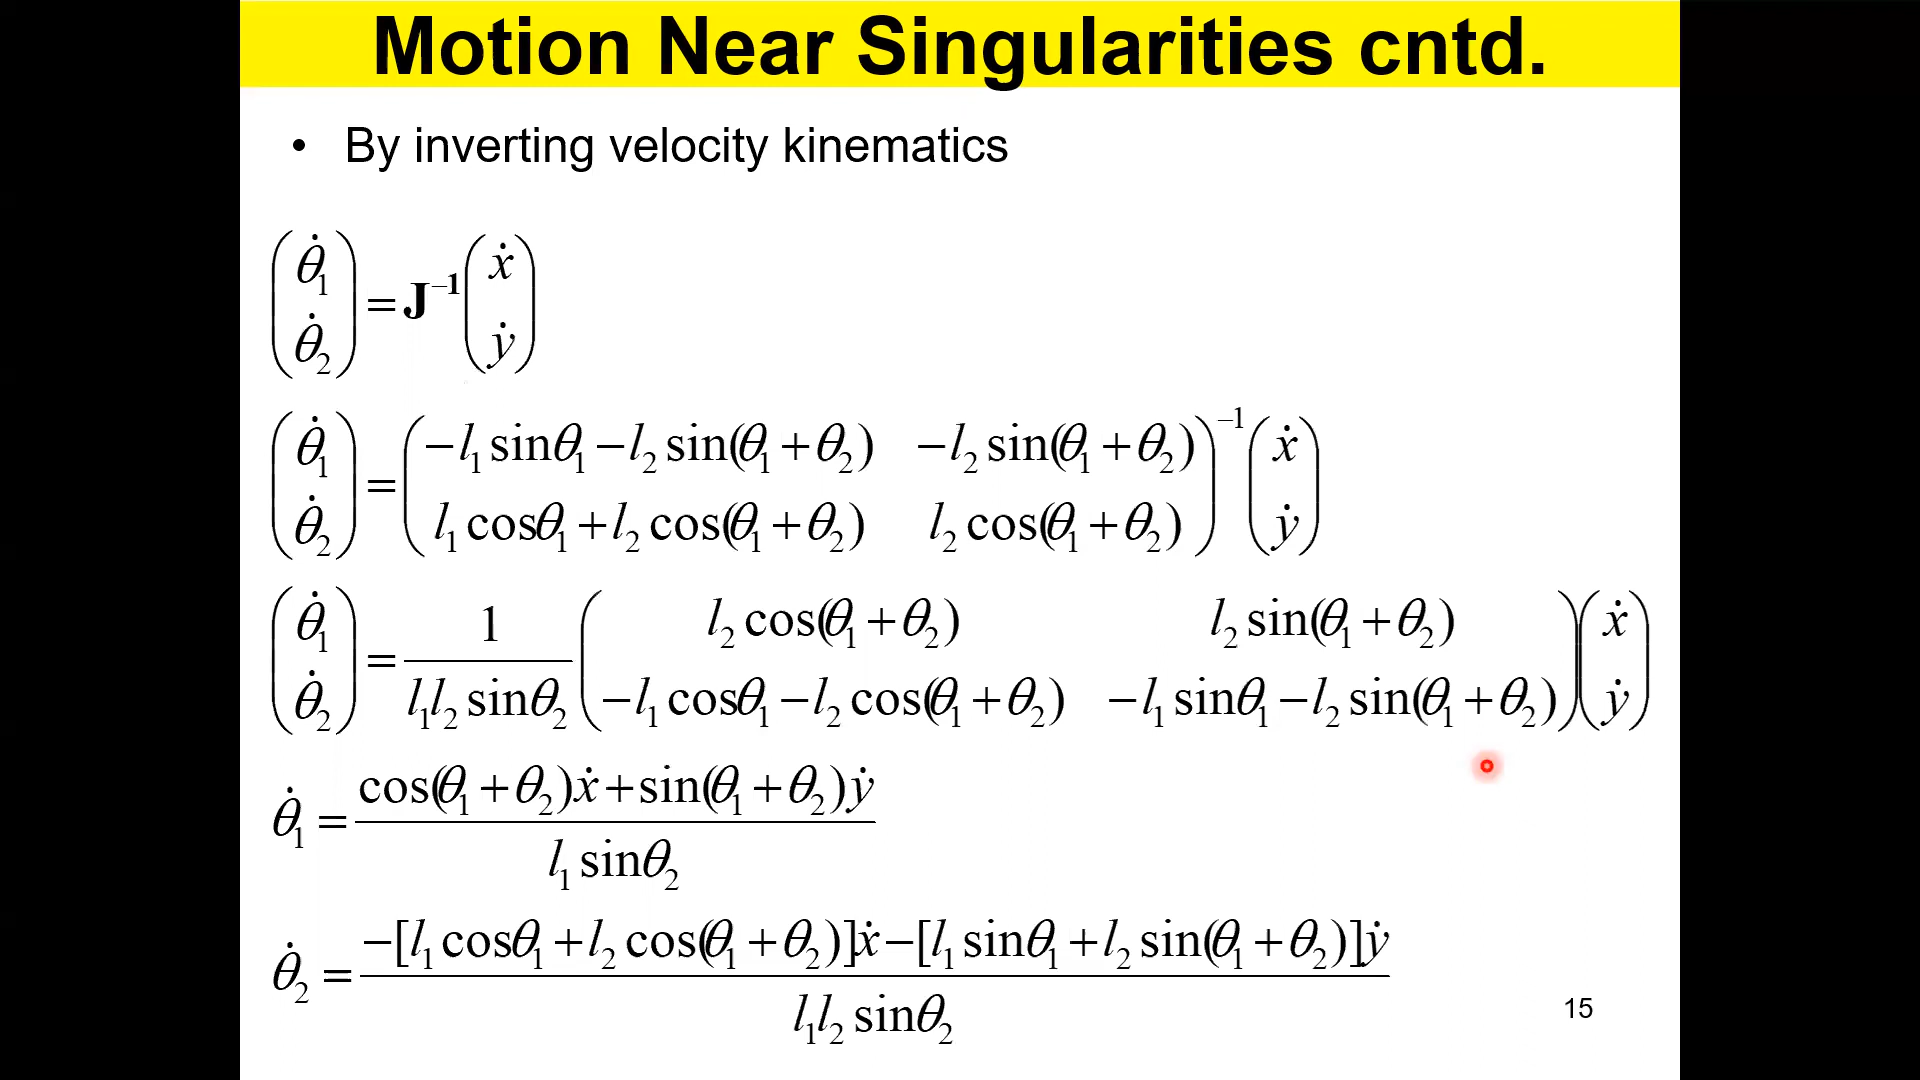 Motion Near Singularities cntd.
• By inverting velocity kinematics
(θ̇₁ θ̇₂) = J⁻¹ (ẋ ẏ)
(θ̇₁ θ̇₂) = (−l₁ sinθ₁ − l₂ sin(θ₁ + θ₂) −l₂ sin(θ₁ + θ₂) l₁ cosθ₁ + l₂ cos(θ₁ + θ₂) l₂ cos(θ₁ + θ₂))⁻¹ (ẋ ẏ)
(θ̇₁ θ̇₂) = 1 / l₁l₂ sinθ₂ (l₂ cos(θ₁ + θ₂) l₂ sin(θ₁ + θ₂) −l₁ cosθ₁ − l₂ cos(θ₁ + θ₂) −l₁ sinθ₁ − l₂ sin(θ₁ + θ₂)) (ẋ ẏ)
θ̇₁ = cos(θ₁ + θ₂)ẋ + sin(θ₁ + θ₂)ẏ / l₁ sinθ₂
θ̇₂ = −[l₁ cosθ₁ + l₂ cos(θ₁ + θ₂)]ẋ − [l₁ sinθ₁ + l₂ sin(θ₁ + θ₂)]ẏ / l₁l₂ sinθ₂
15